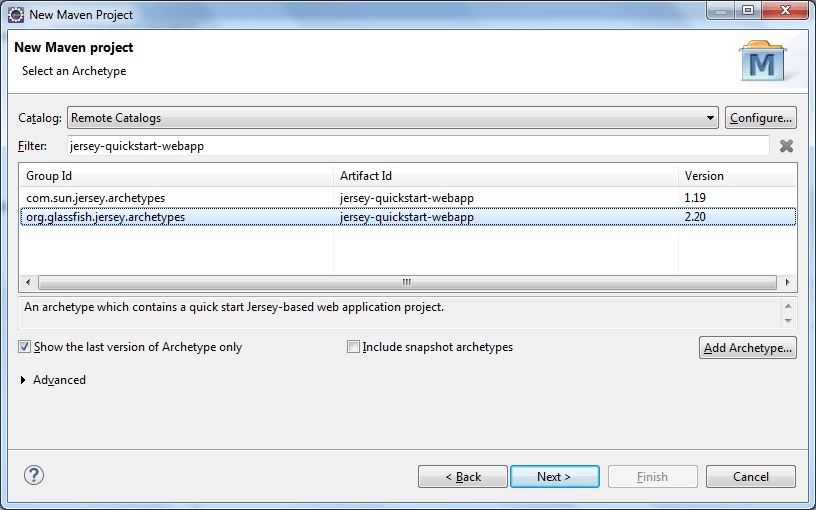 New Maven Project
New Maven project
Select an Archetype
M
Catalog: Remote Catalogs Configure...
Filter: jersey-quickstart-webapp
Group Id Artifact Id Version
com.sun.jersey.archetypes jersey-quickstart-webapp 1.19
org.glassfish.jersey.archetypes jersey-quickstart-webapp 2.20
An archetype which contains a quick start Jersey-based web application project.
Show the last version of Archetype only Include snapshot archetypes Add Archetype...
Advanced
? < Back Next > Finish Cancel